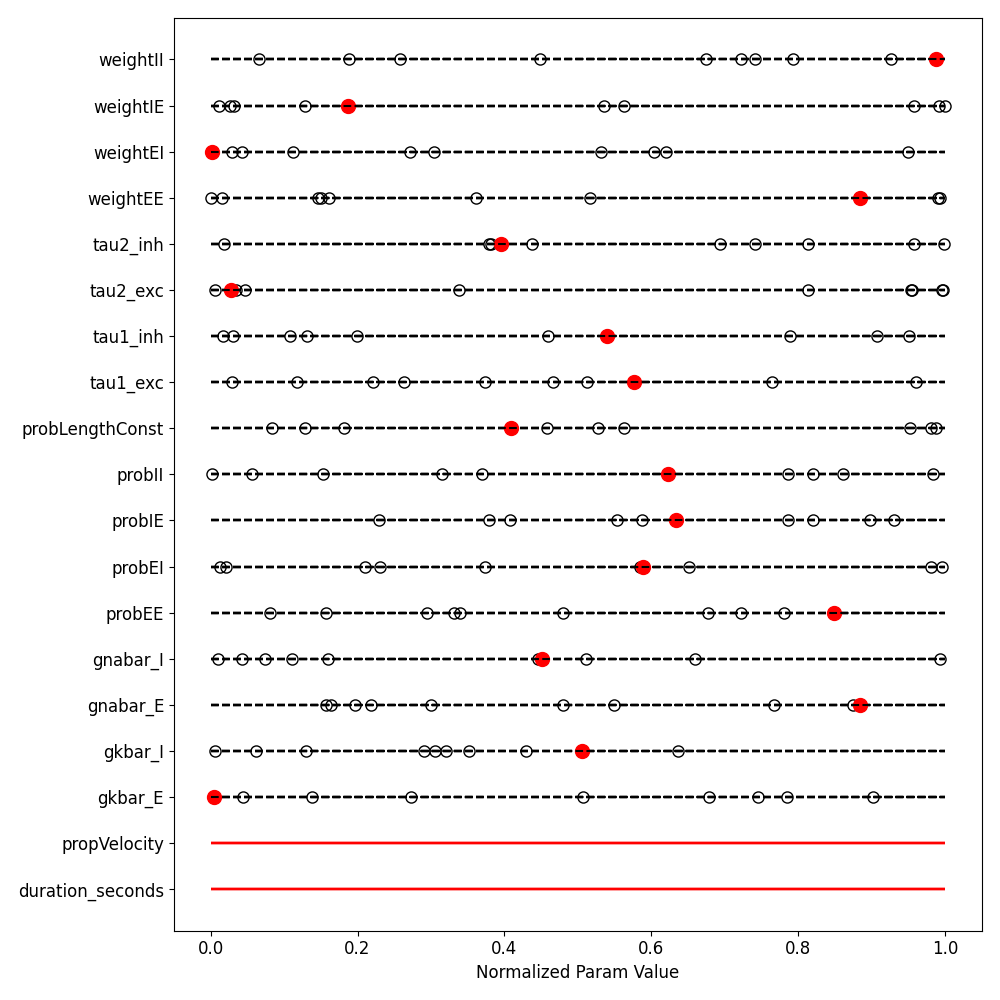 weightII
weightIE
weightEI
weightEE
tau2_inh
tau2_exc
tau1_inh
tau1_exc
probLengthConst
probII
probIE
probEI
probEE
gnabar_I
gnabar_E
gkbar_I
gkbar_E
propVelocity
duration_seconds
0.0 0.2 0.4 0.6 0.8 1.0
Normalized Param Value